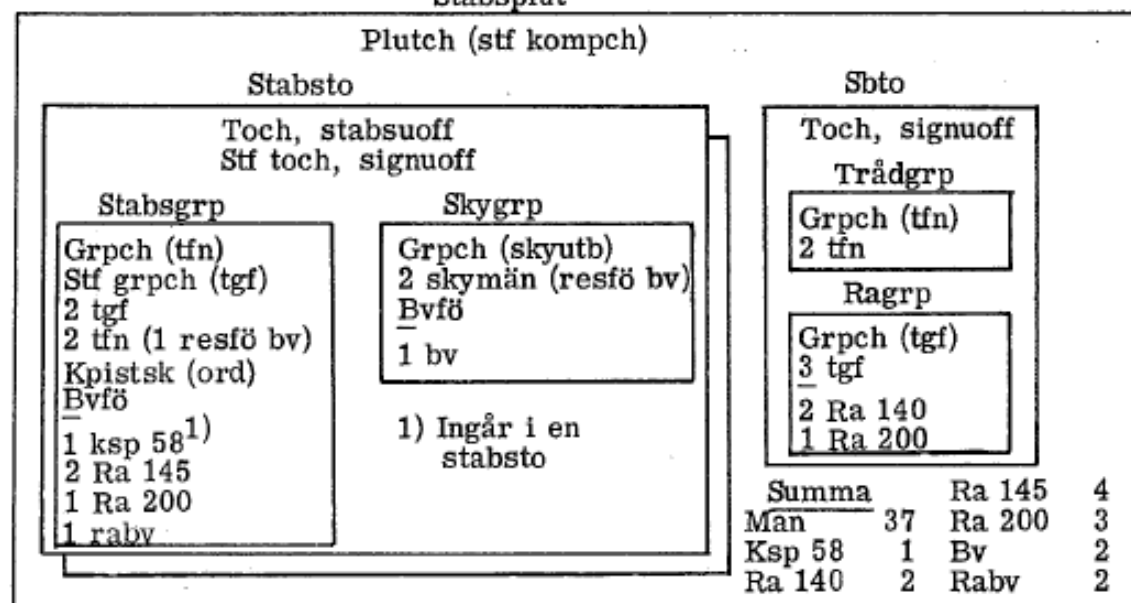 Stabsplut
Plutch (stf kompch)
Stabsto
Toch, stabsuoff
Stf toch, signuoff
Stabsgrp
Grpch (tfn)
Stf grpch (tgf)
2 tgf
2 tfn (1 resfö bv)
Kpistsk (ord)
Bvfö
1 ksp 58 1)
2 Ra 145
1 Ra 200
1 rabv
Skygrp
Grpch (skyutb)
2 skymän (resfö bv)
Bvfö
1 bv
1) Ingår i en
stabsto
Sbto
Toch, signuoff
Trådgrp
Grpch (tfn)
2 tfn
Ragrp
Grpch (tgf)
3 tgf
2 Ra 140
1 Ra 200
Summa Ra 145 4
Man 37 Ra 200 3
Ksp 58 1 Bv 2
Ra 140 2 Rabv 2